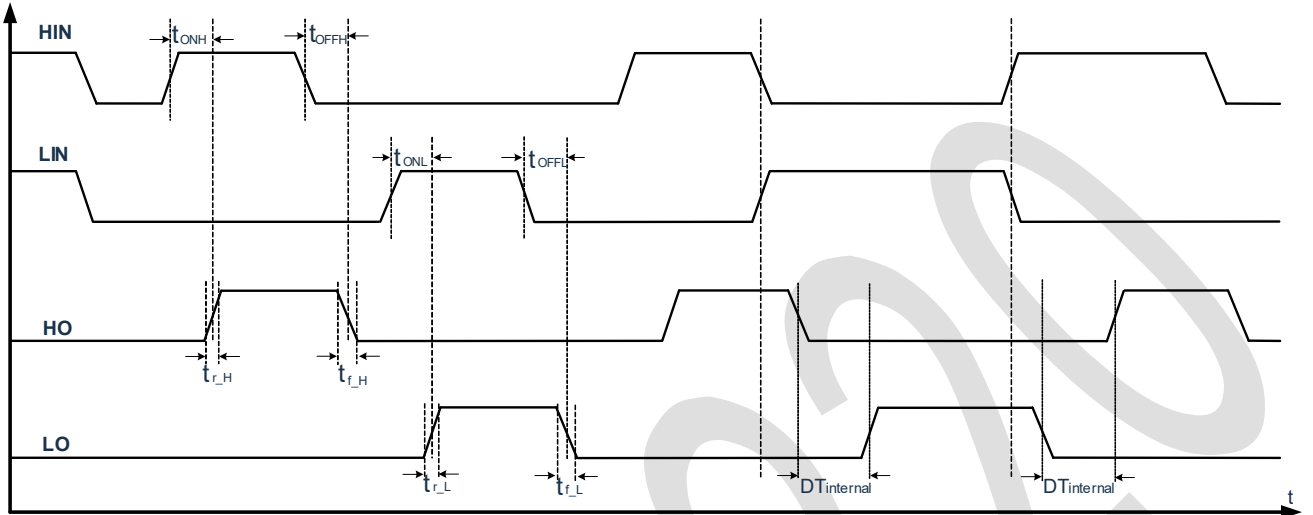 HIN
tONH
tOFFH
LIN
tONL
tOFFL
HO
tr_H
tf_H
LO
tr_L
tf_L
DTinternal
DTinternal
t